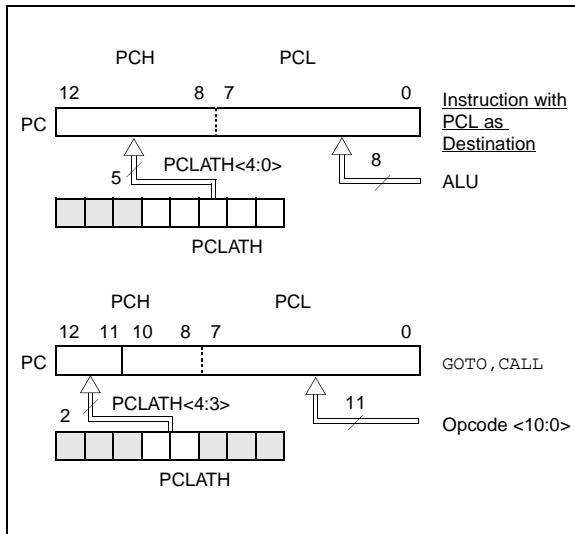 PCH PCL
12 8 7 0
PC
Instruction with
PCL as
Destination
5 PCLATH<4:0>
8
ALU
PCLATH
PCH PCL
12 11 10 8 7 0
PC
GOTO,CALL
2 PCLATH<4:3>
11
Opcode <10:0>
PCLATH